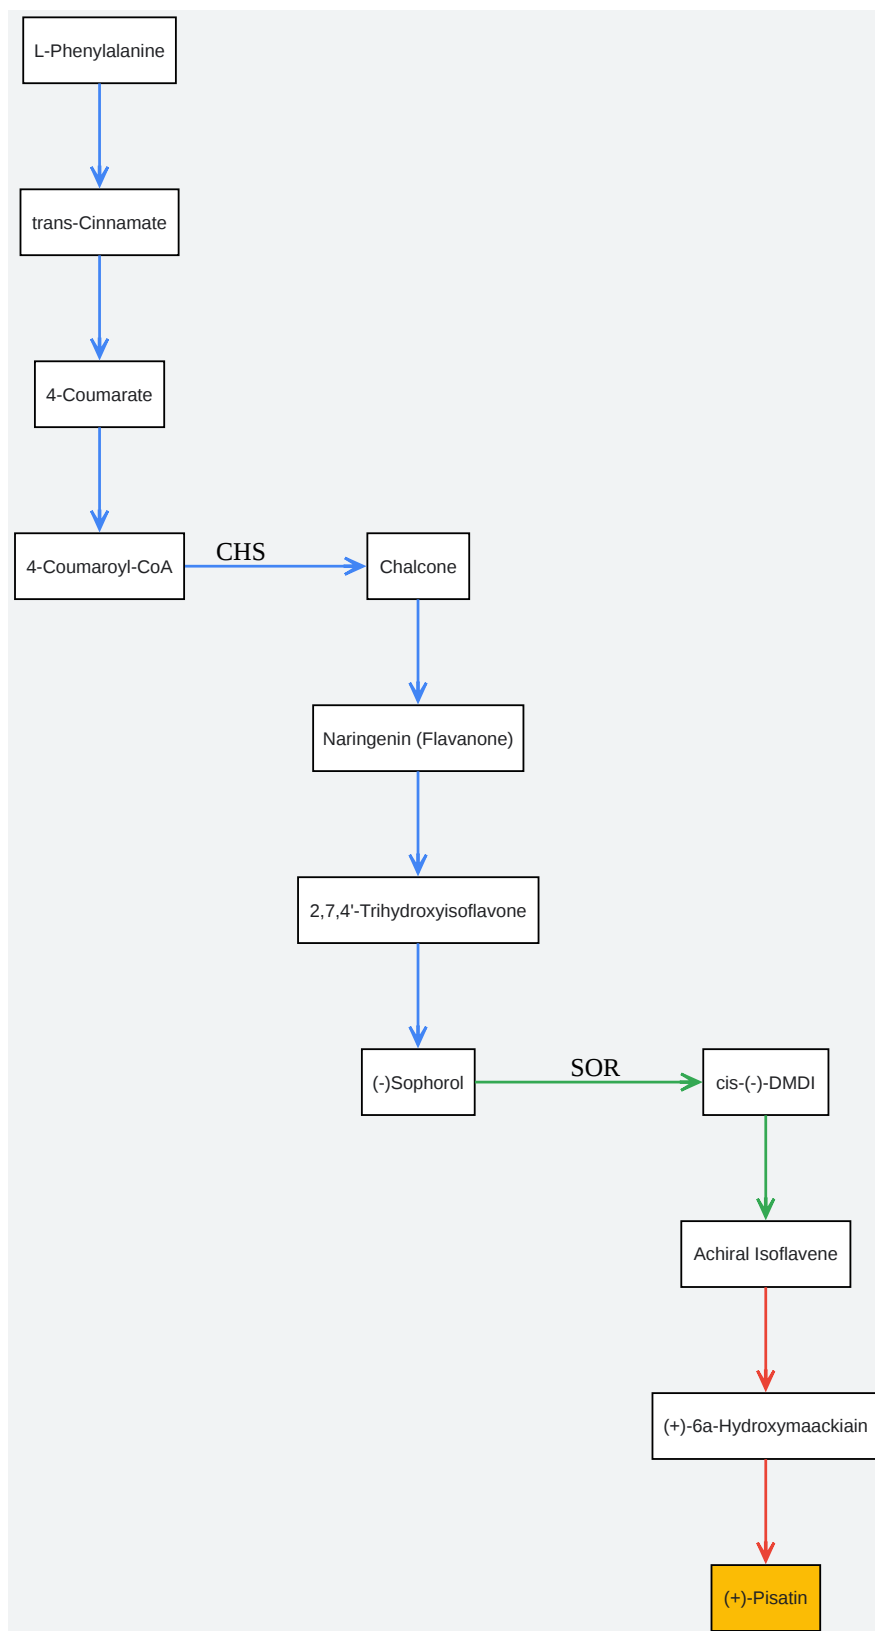 L-Phenylalanine
trans-Cinnamate
4-Coumarate
4-Coumaroyl-CoA
CHS
Chalcone
Naringenin (Flavanone)
2,7,4'-Trihydroxyisoflavone
(-)Sophorol
SOR
cis-(-)-DMDI
Achiral Isoflavene
(+)-6a-Hydroxymaackiain
(+)-Pisatin